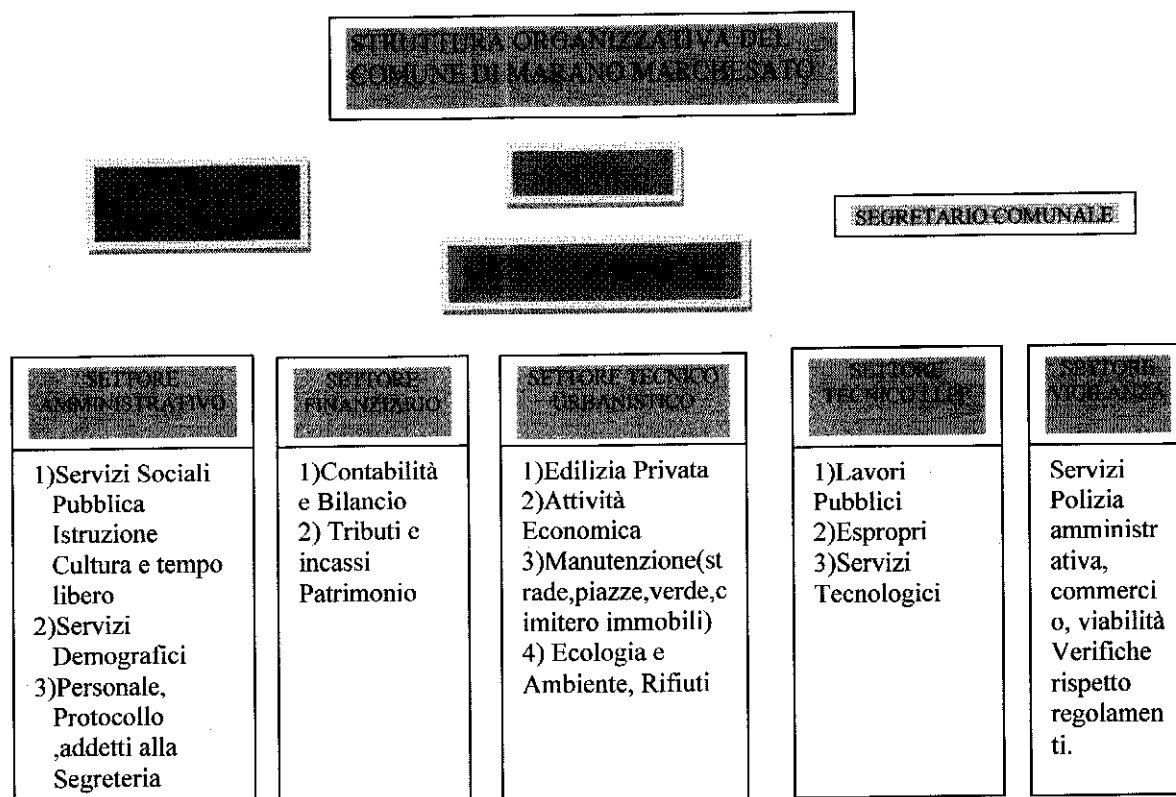 STRUTTURA ORGANIZZATIVA DEL
COMUNE DI MARANO MARCHESATO
SEGRETARIO COMUNALE
SETTORE
AMMINISTRATIVO
1)Servizi Sociali
Pubblica
Istruzione
Cultura e tempo
libero
2)Servizi
Demografici
3)Personale,
Protocollo
,addetti alla
Segreteria
SETTORE
FINANZIARIO
1)Contabilità
e Bilancio
2) Tributi e
incassi
Patrimonio
SETTORE TECNICO
URBANISTICO
1)Edilizia Privata
2)Attività
Economica
3)Manutenzione(st
rade,piazze,verde,c
imitero immobili)
4) Ecologia e
Ambiente, Rifiuti
SETTORE
TECNICO LLPP
1)Lavori
Pubblici
2)Espropri
3)Servizi
Tecnologici
SETTORE
VIGILANZA
Servizi
Polizia
amministr
ativa,
commerci
o, viabilità
Verifiche
rispetto
regolamen
ti.